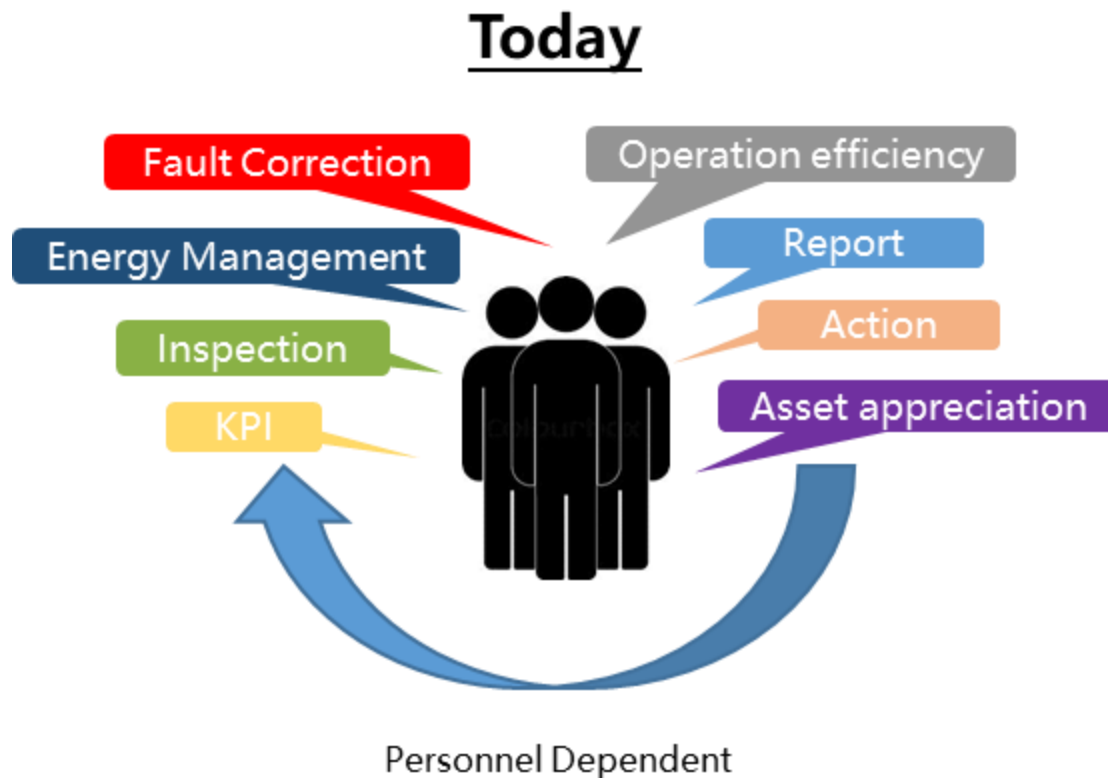 Today
Fault Correction
Operation efficiency
Energy Management
Report
Inspection
Action
KPI
Asset appreciation
Personnel Dependent